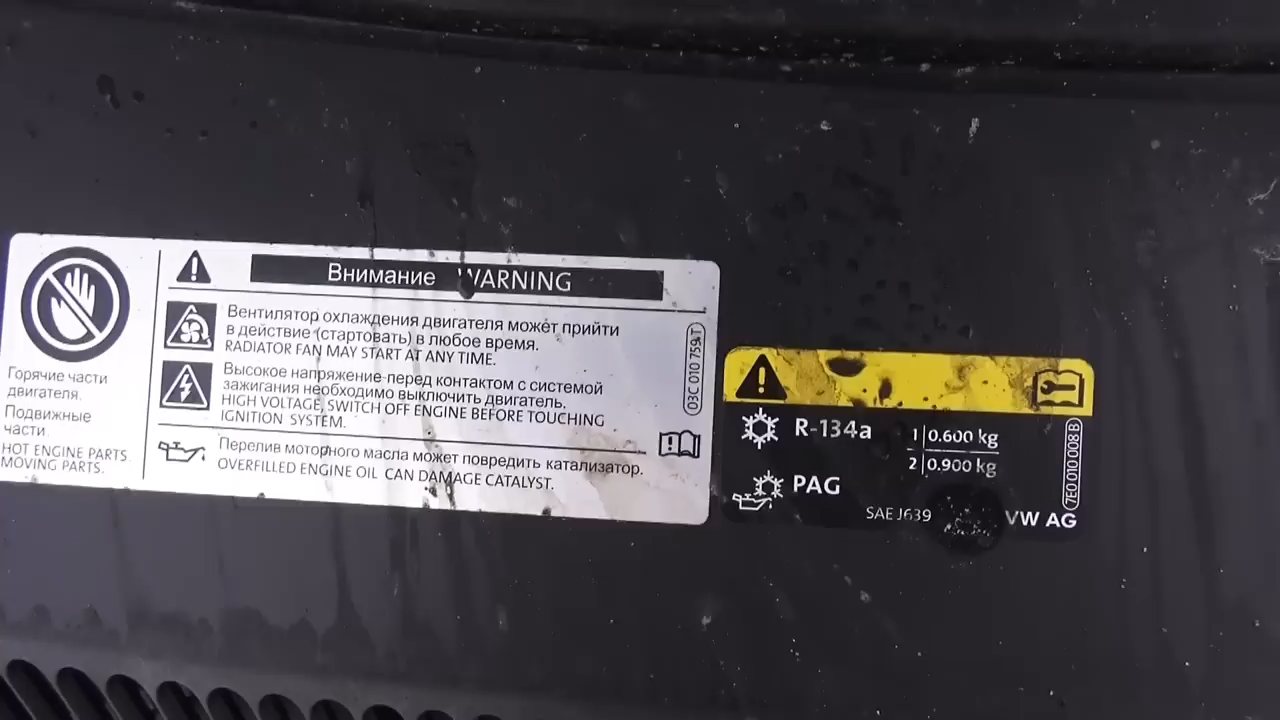 Внимание WARNING
Вентилятор охлаждения двигателя может прийти
в действие (стартовать) в любое время.
RADIATOR FAN MAY START AT ANY TIME.
Высокое напряжение-перед контактом с системой
зажигания необходимо выключить двигатель.
HIGH VOLTAGE, SWITCH OFF ENGINE BEFORE TOUCHING
IGNITION SYSTEM.
Перелив моторного масла может повредить катализатор.
OVERFILLED ENGINE OIL CAN DAMAGE CATALYST.
Горячие части
двигателя.
Подвижные
части.
HOT ENGINE PARTS.
MOVING PARTS.
03C 010 759 T
R-134a
1 0.600 kg
2 0.900 kg
PAG
SAE J639
VW AG
7E0 010 008 B